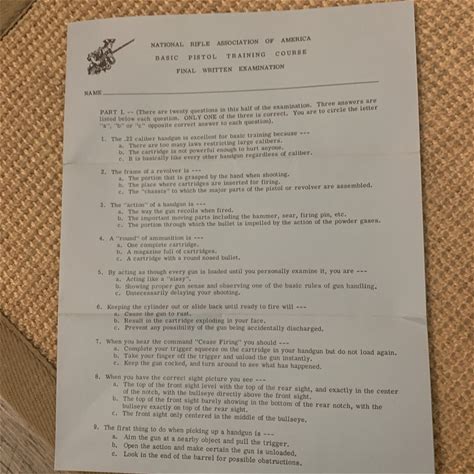 NATIONAL RIFLE ASSOCIATION OF AMERICA
BASIC PISTOL TRAINING COURSE
FINAL WRITTEN EXAMINATION
NAME
PART I. -- (There are twenty questions in this half of the examination. Three answers are
listed below each question. ONLY ONE of the three is correct. You are to circle the letter
"a", "b" or "c" opposite correct answer to each question).
1. The .22 caliber handgun is excellent for basic training because ---
a. There are too many laws restricting large calibers.
b. The cartridge is not powerful enough to hurt anyone.
c. It is basically like every other handgun regardless of caliber.
2. The frame of a revolver is ---
a. The portion that is grasped by the hand when shooting.
b. The place where cartridges are inserted for firing.
c. The "chassis" to which the major parts of the pistol or revolver are assembled.
3. The "action" of a handgun is ---
a. The way the gun recoils when fired.
b. The important moving parts including the hammer, sear, firing pin, etc.
c. The portion through which the bullet is impelled by the action of the powder gases.
4. A "round" of ammunition is ---
a. One complete cartridge.
b. A magazine full of cartridges.
c. A cartridge with a round nosed bullet.
5. By acting as though every gun is loaded until you personally examine it, you are ---
a. Acting like a "sissy".
b. Showing proper gun sense and observing one of the basic rules of gun handling.
c. Unnecessarily delaying your shooting.
6. Keeping the cylinder out or slide back until ready to fire will ---
a. Cause the gun to rust.
b. Result in the cartridge exploding in your face.
c. Prevent any possibility of the gun being accidentally discharged.
7. When you hear the command "Cease Firing" you should ---
a. Complete your trigger squeeze on the cartridge in your handgun but do not load again.
b. Take your finger off the trigger and unload the gun instantly.
c. Keep the gun cocked, and turn around to see what has happened.
8. When you have the correct sight picture you see ---
a. The top of the front sight level with the top of the rear sight, and exactly in the center
of the notch, with the bullseye directly above the front sight.
b. The top of the front sight barely showing in the bottom of the rear notch, with the
bullseye exactly on top of the rear sight.
c. The front sight only centered in the middle of the bullseye.
9. The first thing to do when picking up a handgun is ---
a. Aim the gun at a nearby object and pull the trigger.
b. Open the action and make certain the gun is unloaded.
c. Look in the end of the barrel for possible obstructions.